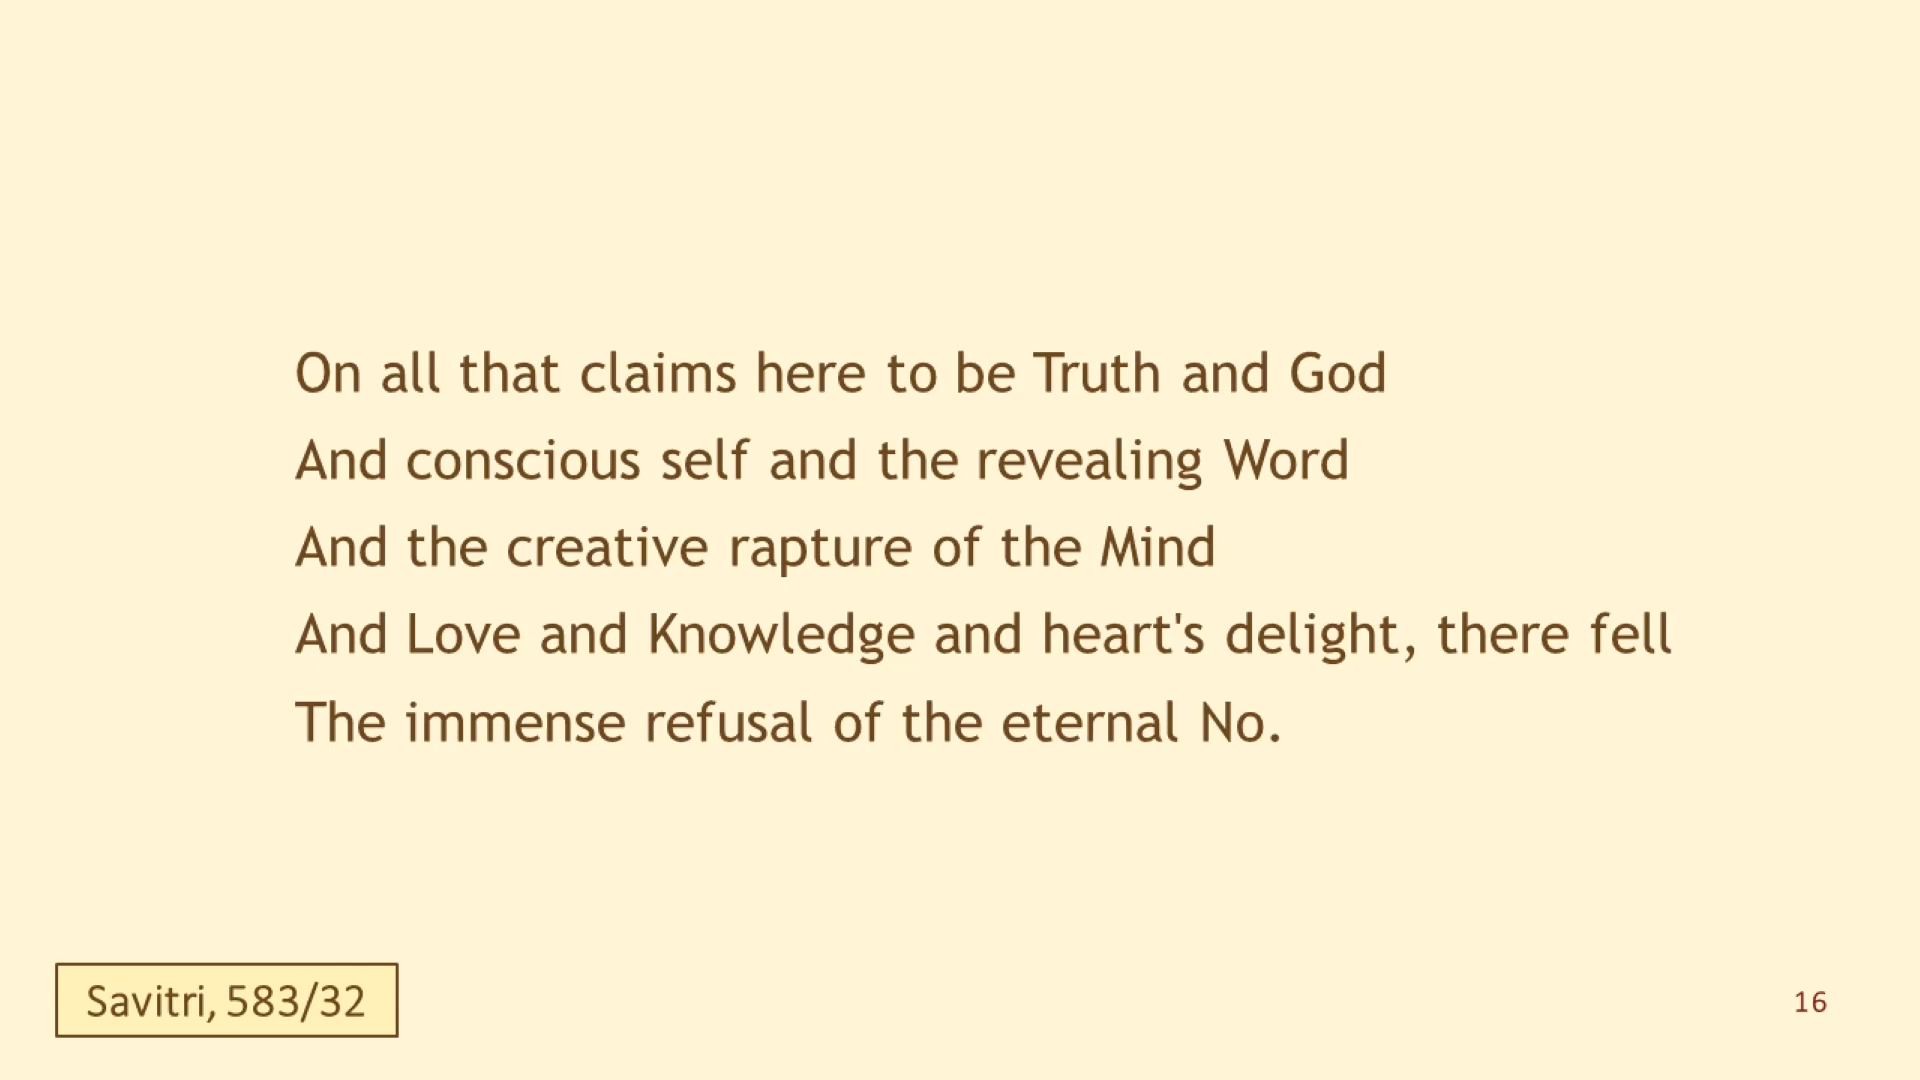 On all that claims here to be Truth and God
And conscious self and the revealing Word
And the creative rapture of the Mind
And Love and Knowledge and heart's delight, there fell
The immense refusal of the eternal No.
Savitri, 583/32
16